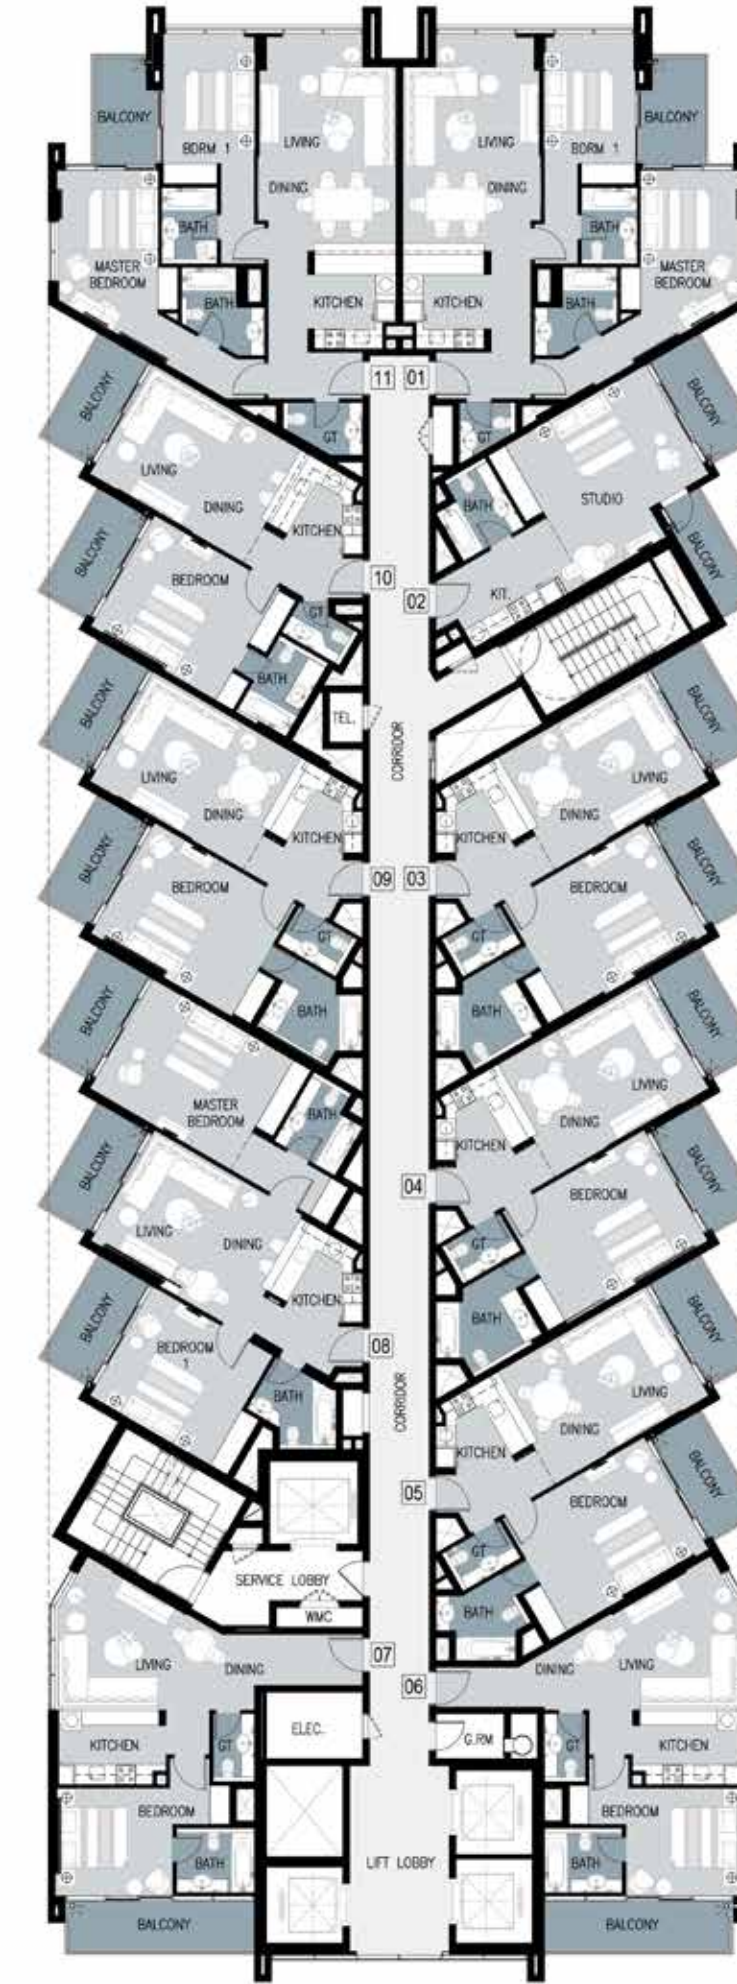 BALCONY
BDRM 1
LIVING
LIVING
BDRM 1
BALCONY
DINING
DINING
BATH
BATH
MASTER
BEDROOM
MASTER
BEDROOM
BATH
KITCHEN
KITCHEN
BATH
11
01
BALCONY
BALCONY
GT
GT
LIVING
DINING
KITCHEN
BATH
STUDIO
BALCONY
BALCONY
BEDROOM
10
02
KIT.
GT
BATH
TEL.
CORRIDOR
BALCONY
BALCONY
LIVING
DINING
KITCHEN
KITCHEN
DINING
LIVING
BALCONY
BALCONY
BEDROOM
09
03
BEDROOM
GT
GT
BATH
BATH
BALCONY
BALCONY
MASTER
BEDROOM
BATH
LIVING
DINING
KITCHEN
BALCONY
BALCONY
04
BEDROOM
LIVING
DINING
GT
KITCHEN
BATH
BALCONY
BALCONY
BEDROOM
1
08
BATH
CORRIDOR
LIVING
DINING
KITCHEN
BALCONY
05
BEDROOM
GT
SERVICE LOBBY
WMC
BATH
LIVING
DINING
07
06
DINING
LIVING
ELEC.
G.RM
KITCHEN
GT
GT
KITCHEN
BEDROOM
BEDROOM
BATH
LIFT LOBBY
BATH
BALCONY
BALCONY